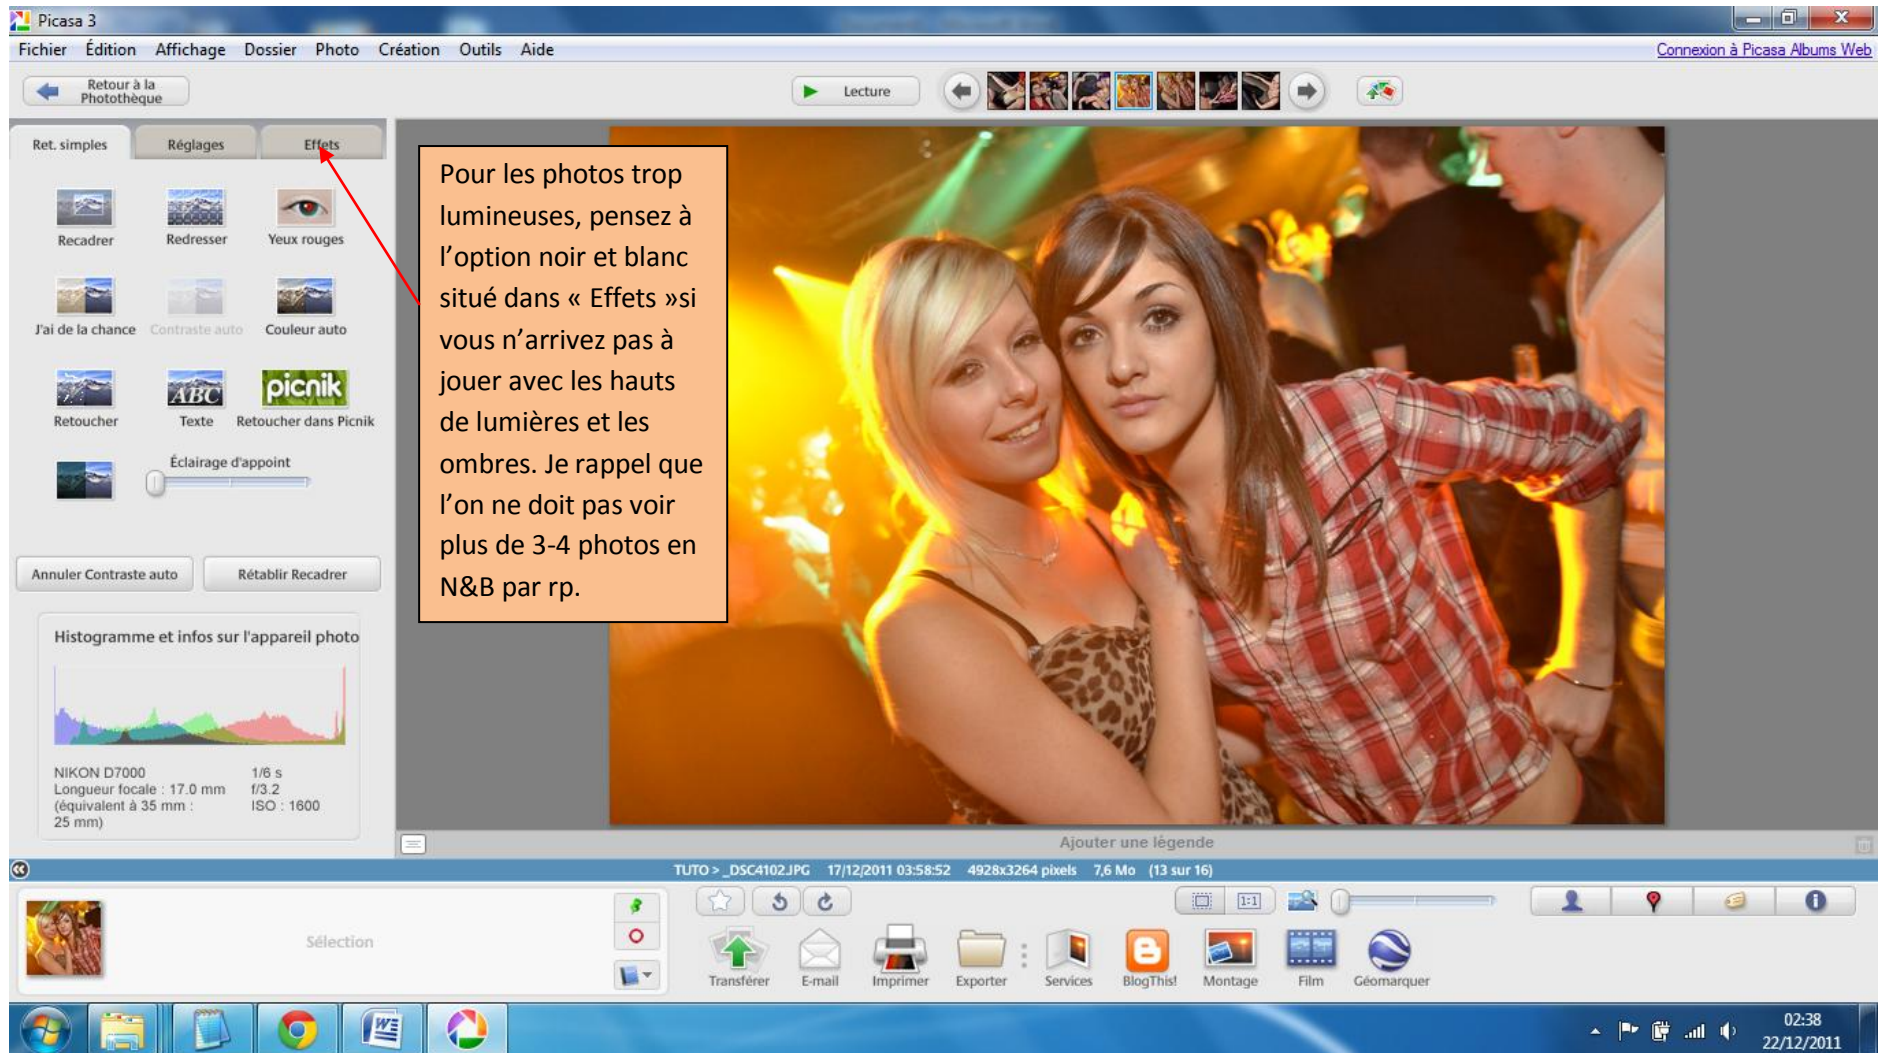 Picasa 3
Fichier Édition Affichage Dossier Photo Création Outils Aide
Connexion à Picasa Albums Web
Retour à la
Photothèque
Lecture
Ret. simples Réglages Effets
Recadrer Redresser Yeux rouges
J'ai de la chance Contraste auto Couleur auto
ABC picnik
Retoucher Texte Retoucher dans Picnik
Éclairage d'appoint
Annuler Contraste auto Rétablir Recadrer
Histogramme et infos sur l'appareil photo
NIKON D7000 1/6 s
Longueur focale : 17.0 mm f/3.2
(équivalent à 35 mm : ISO : 1600
25 mm)
Pour les photos trop
lumineuses, pensez à
l’option noir et blanc
situé dans « Effets »si
vous n’arrivez pas à
jouer avec les hauts
de lumières et les
ombres. Je rappel que
l’on ne doit pas voir
plus de 3-4 photos en
N&B par rp.
Ajouter une légende
TUTO > _DSC4102.JPG 17/12/2011 03:58:52 4928x3264 pixels 7,6 Mo (13 sur 16)
Sélection
1:1
Transférer E-mail Imprimer Exporter Services BlogThis! Montage Film Géomarquer
02:38
22/12/2011